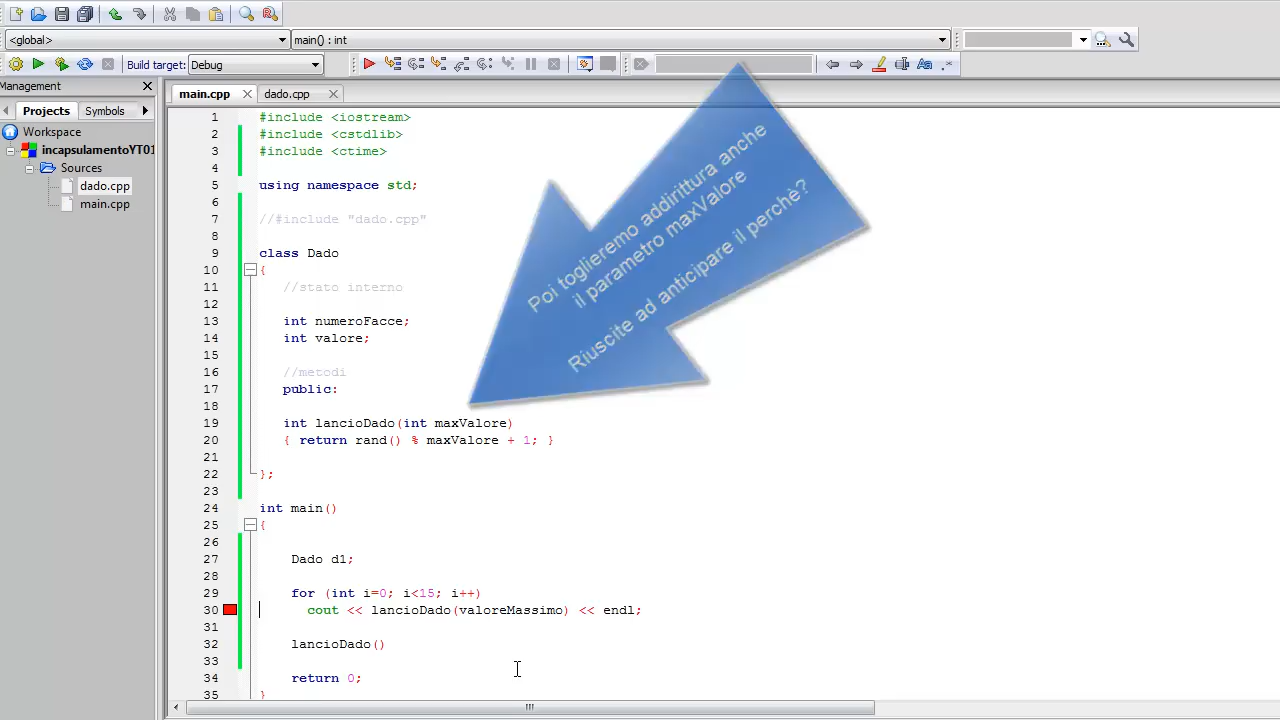 <global>
main() : int
Build target:
Debug
Management
Projects
Symbols
Workspace
incapsulamentoYT01
Sources
dado.cpp
main.cpp
main.cpp
dado.cpp
1 #include <iostream>
2 #include <cstdlib>
3 #include <ctime>
4
5 using namespace std;
6
7 //#include "dado.cpp"
8
9 class Dado
10 {
11 //stato interno
12
13 int numeroFacce;
14 int valore;
15
16 //metodi
17 public:
18
19 int lancioDado(int maxValore)
20 { return rand() % maxValore + 1; }
21
22 };
23
24 int main()
25 {
26
27 Dado d1;
28
29 for (int i=0; i<15; i++)
30 cout << lancioDado(valoreMassimo) << endl;
31
32 lancioDado()
33
34 return 0;
35 }
Poi toglieremo addirittura anche
il parametro maxValore
Riuscite ad anticipare il perchè?